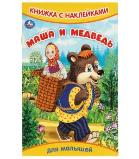 КНИЖКА С НАКЛЕЙКАМИ
МАША И МЕДВЕДЬ
ДЛЯ МАЛЫШЕЙ